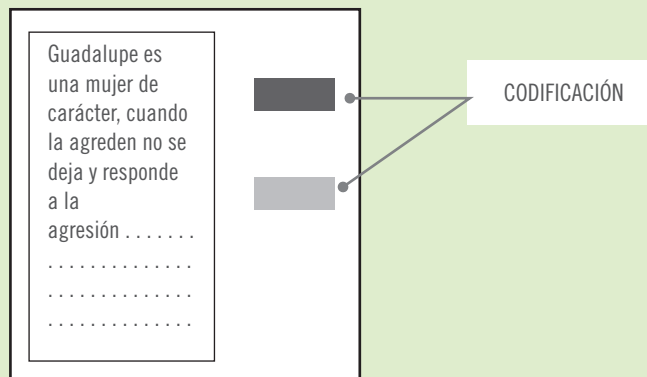 Guadalupe es
una mujer de
carácter, cuando
la agreden no se
deja y responde
a la
agresión . . . . . . .
. . . . . . . . . . . . . .
. . . . . . . . . . . . . .
. . . . . . . . . . . . . .
CODIFICACIÓN